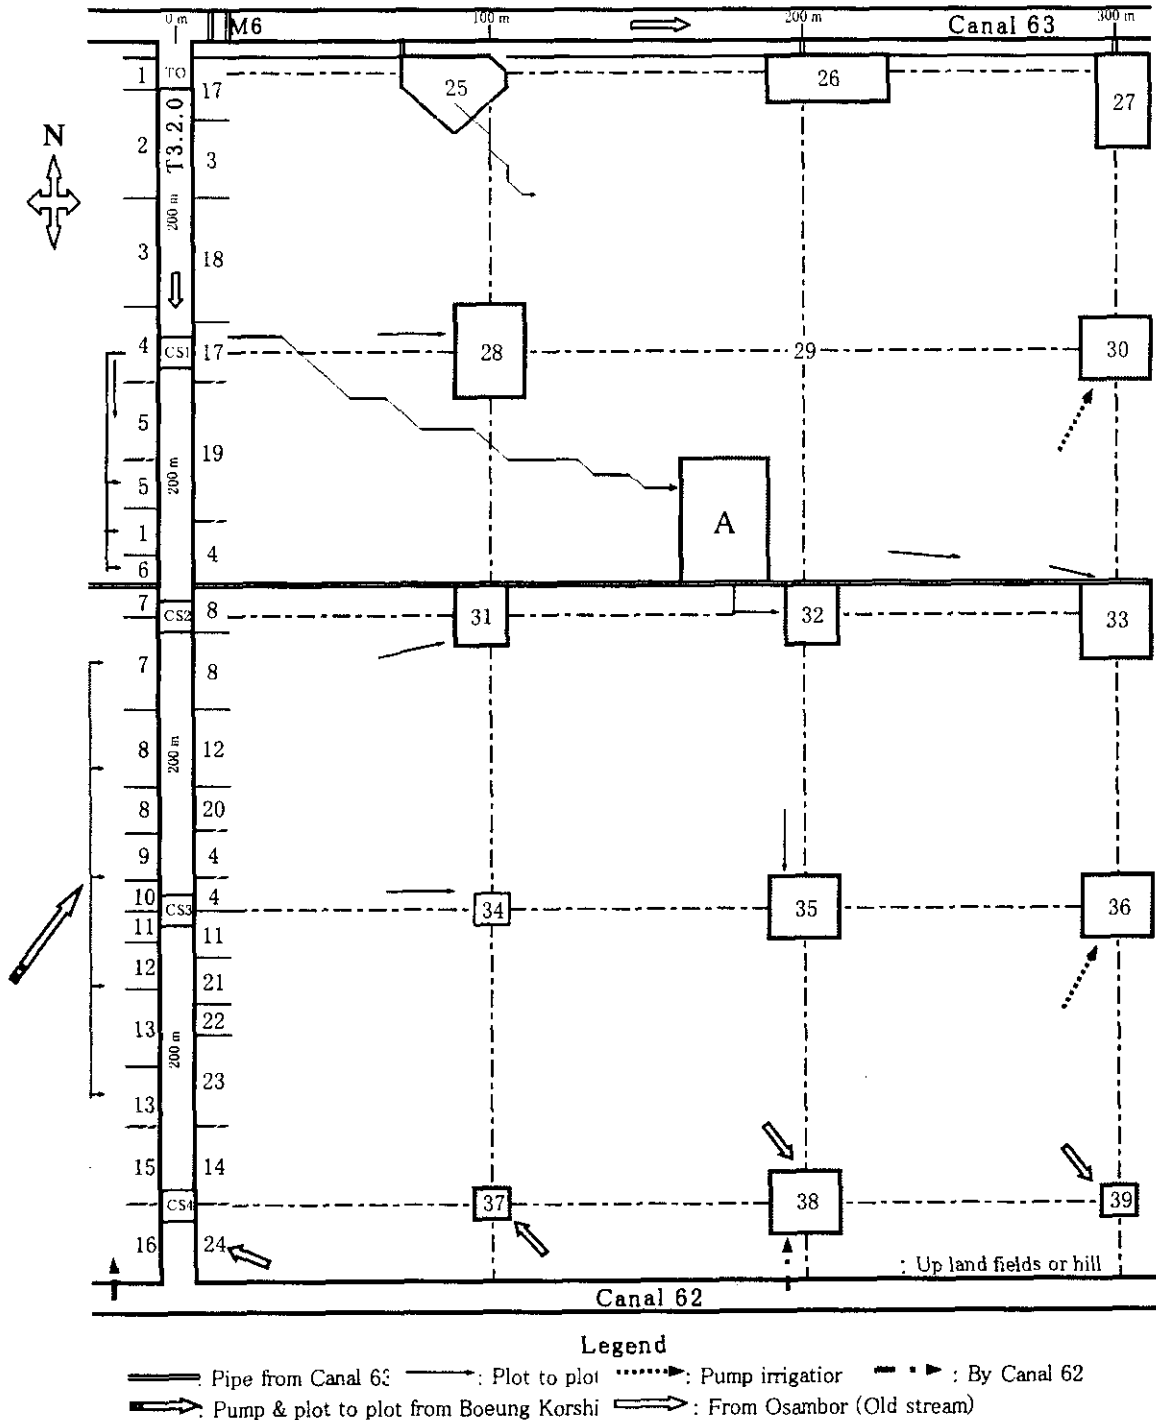 0 m 100 m 200 m 300 m
M6 Canal 63
1 TO 17 25 26 27
N
2 T3.2.0 3
200 m
3 18
4 CS1 17 28 29 30
5 19
200 m
5
A
1
4
6
7 CS2 8 31 32 33
7 8
8 200 m 12
8 20
9 4
10 CS3 4 34 35 36
11 11
12 21
22
13 200 m
23
13
15 14
CS4 37 38 39
16 24
: Up land fields or hill
Canal 62
Legend
: Pipe from Canal 63 : Plot to plot : Pump irrigation : By Canal 62
: Pump & plot to plot from Boeung Korshi : From Osambor (Old stream)